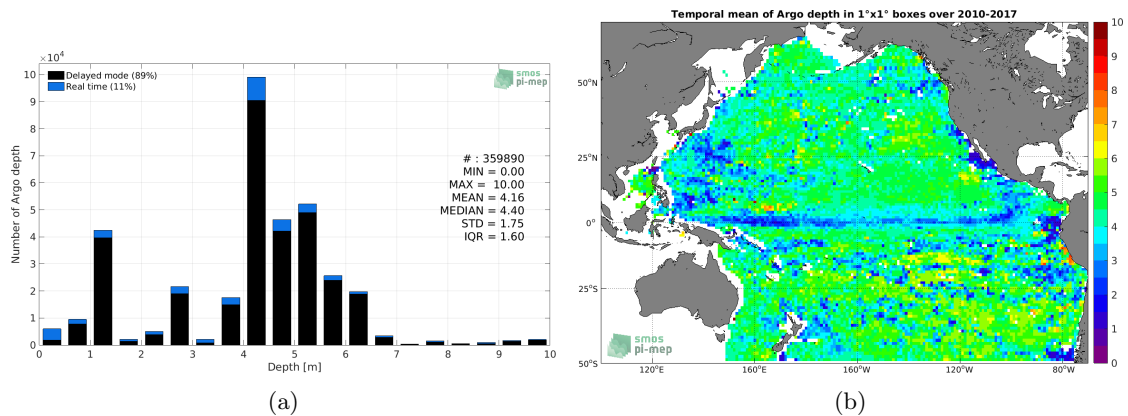 ×10⁴
Delayed mode (89%)
Real time (11%)
smos
pi-mep
Number of Argo depth
10
9
8
7
6
5
4
3
2
1
0
# : 359890
MIN = 0.00
MAX = 10.00
MEAN = 4.16
MEDIAN = 4.40
STD = 1.75
IQR = 1.60
0 1 2 3 4 5 6 7 8 9 10
Depth [m]
(a)
Temporal mean of Argo depth in 1°x1° boxes over 2010-2017
50°N
25°N
0°
25°S
50°S
120°E 160°E 160°W 120°W 80°W
smos
pi-mep
10
9
8
7
6
5
4
3
2
1
0
(b)